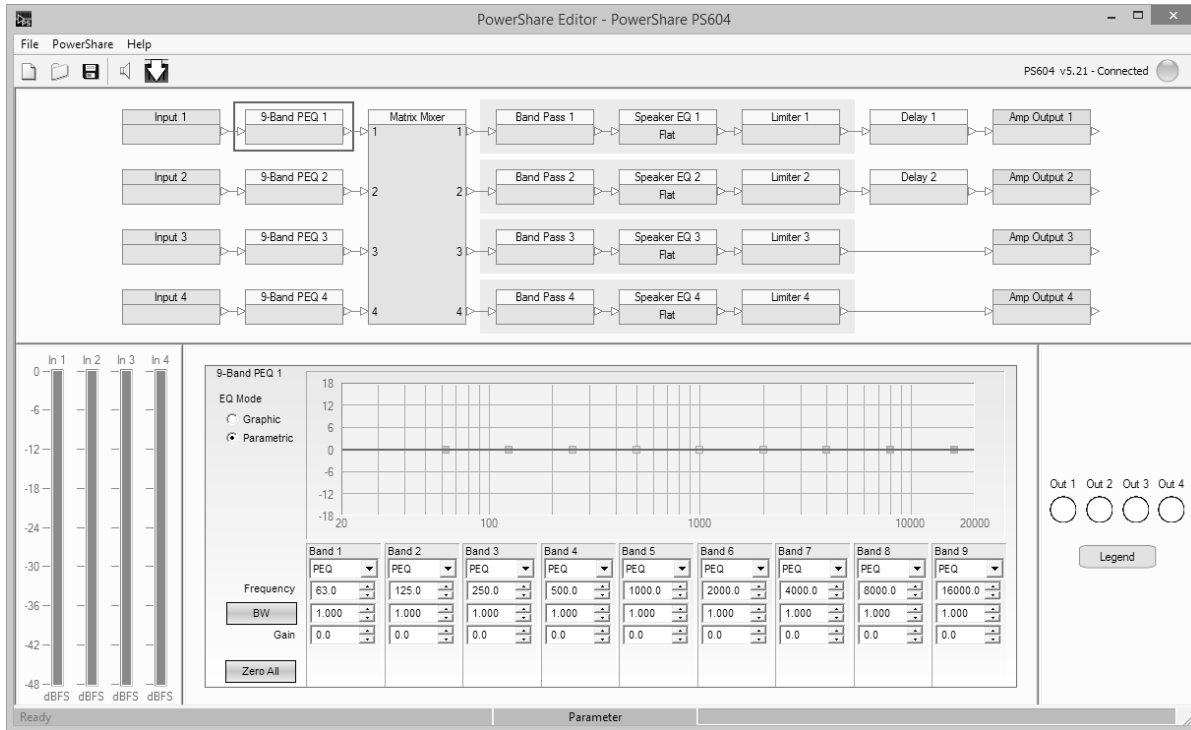 PowerShare Editor - PowerShare PS604
File PowerShare Help
PS604 v5.21 - Connected
Input 1 9-Band PEQ 1 Matrix Mixer Band Pass 1 Speaker EQ 1 Limiter 1 Delay 1 Amp Output 1
1 1 Flat
Input 2 9-Band PEQ 2 Band Pass 2 Speaker EQ 2 Limiter 2 Delay 2 Amp Output 2
2 2 Flat
Input 3 9-Band PEQ 3 Band Pass 3 Speaker EQ 3 Limiter 3 Amp Output 3
3 3 Flat
Input 4 9-Band PEQ 4 Band Pass 4 Speaker EQ 4 Limiter 4 Amp Output 4
4 4 Flat
In 1 In 2 In 3 In 4
0
-6
-12
-18
-24
-30
-36
-42
-48
dBFS dBFS dBFS dBFS
9-Band PEQ 1
EQ Mode
Graphic
Parametric
18
12
6
0
-6
-12
-18
20 100 1000 10000 20000
Band 1 Band 2 Band 3 Band 4 Band 5 Band 6 Band 7 Band 8 Band 9
PEQ PEQ PEQ PEQ PEQ PEQ PEQ PEQ PEQ
Frequency 63.0 125.0 250.0 500.0 1000.0 2000.0 4000.0 8000.0 16000.0
BW 1.000 1.000 1.000 1.000 1.000 1.000 1.000 1.000 1.000
Gain 0.0 0.0 0.0 0.0 0.0 0.0 0.0 0.0 0.0
Zero All
Out 1 Out 2 Out 3 Out 4
Legend
Ready Parameter